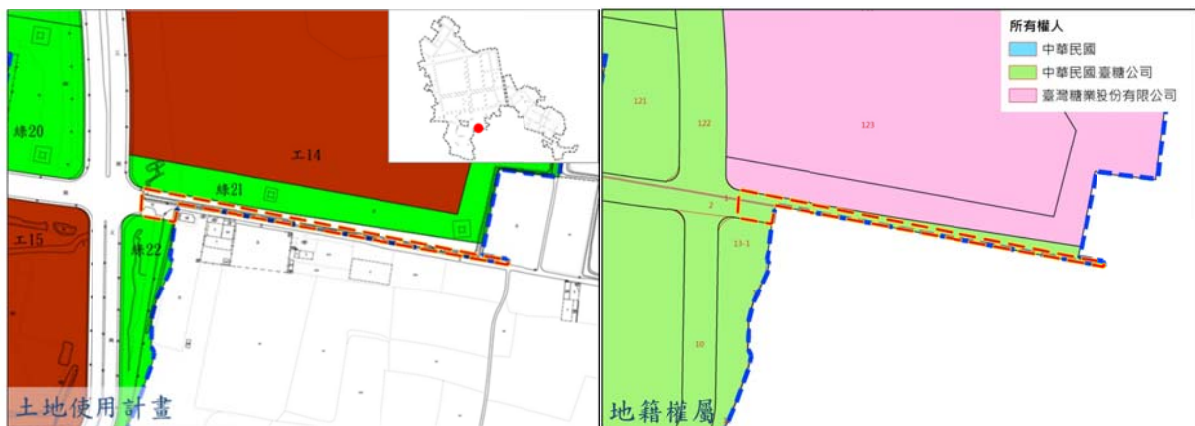 綠20
工14
綠21
工15
綠22
土地使用計畫
所有權人
中華民國
中華民國臺糖公司
臺灣糖業股份有限公司
121
122
123
1
2
13-1
10
地籍權屬